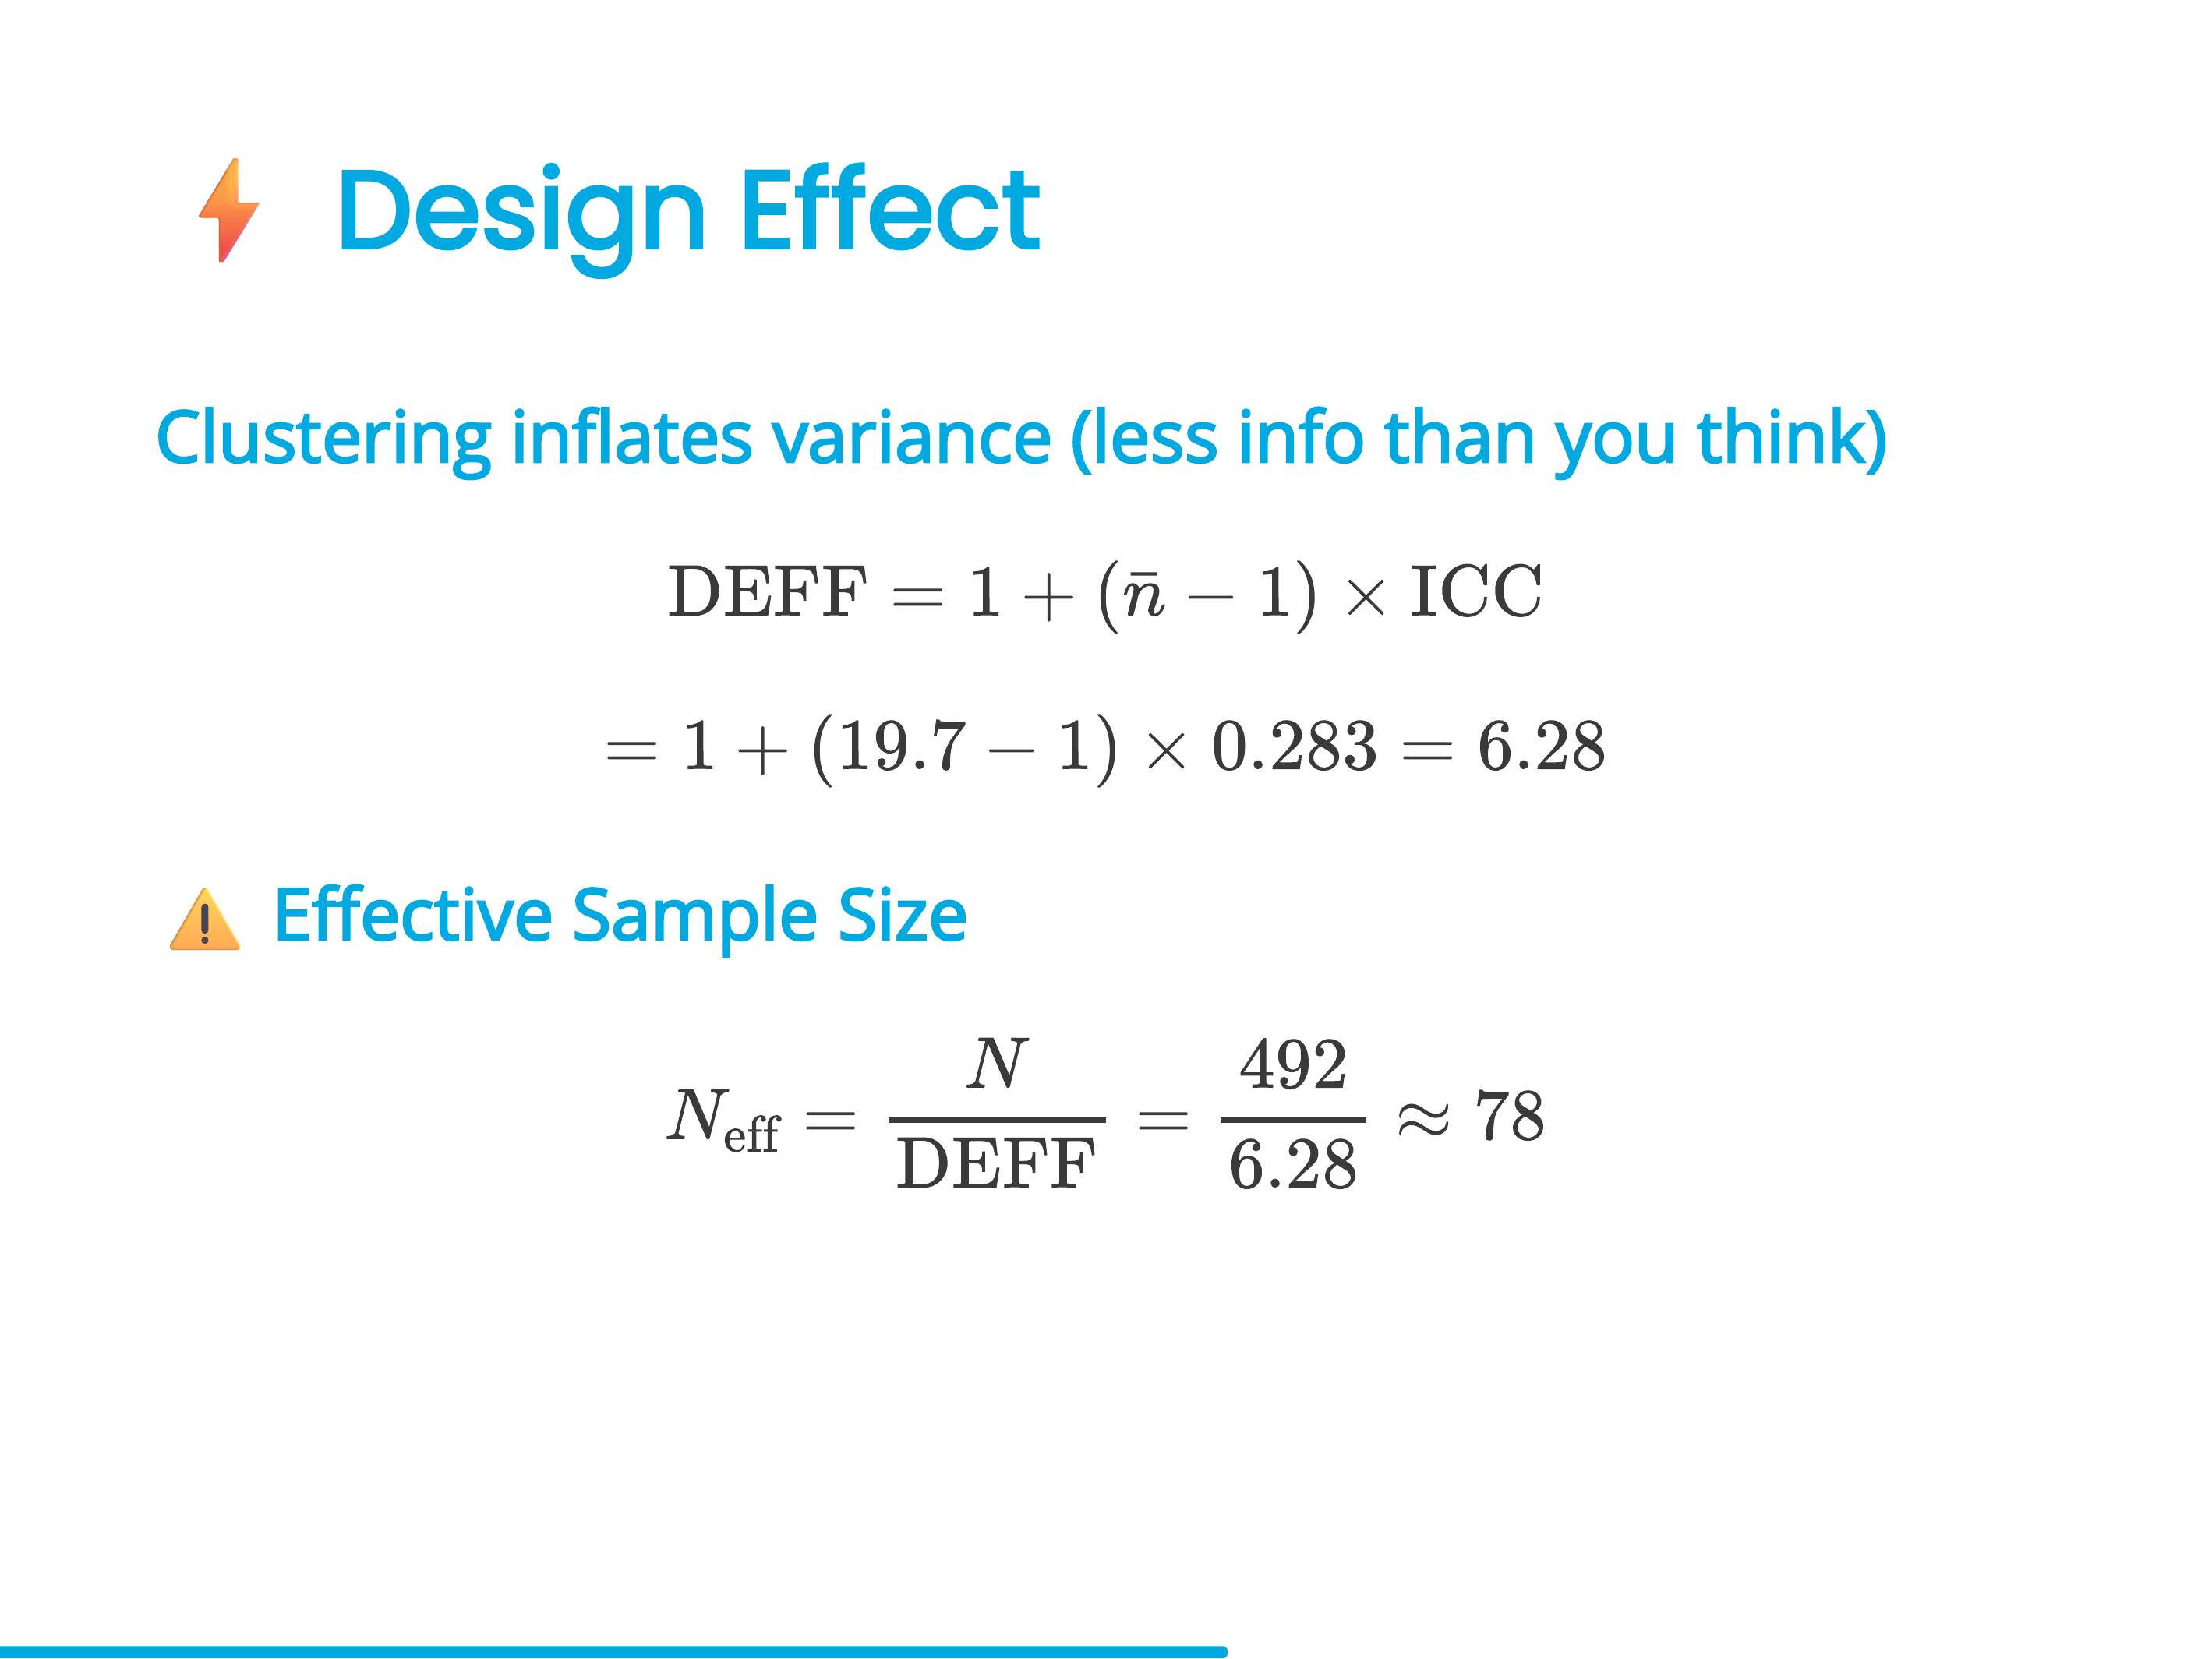 ⚡ Design Effect
Clustering inflates variance (less info than you think)
DEFF = 1 + (n̄ − 1) × ICC
= 1 + (19.7 − 1) × 0.283 = 6.28
⚠️ Effective Sample Size
N_eff = N / DEFF = 492 / 6.28 ≈ 78